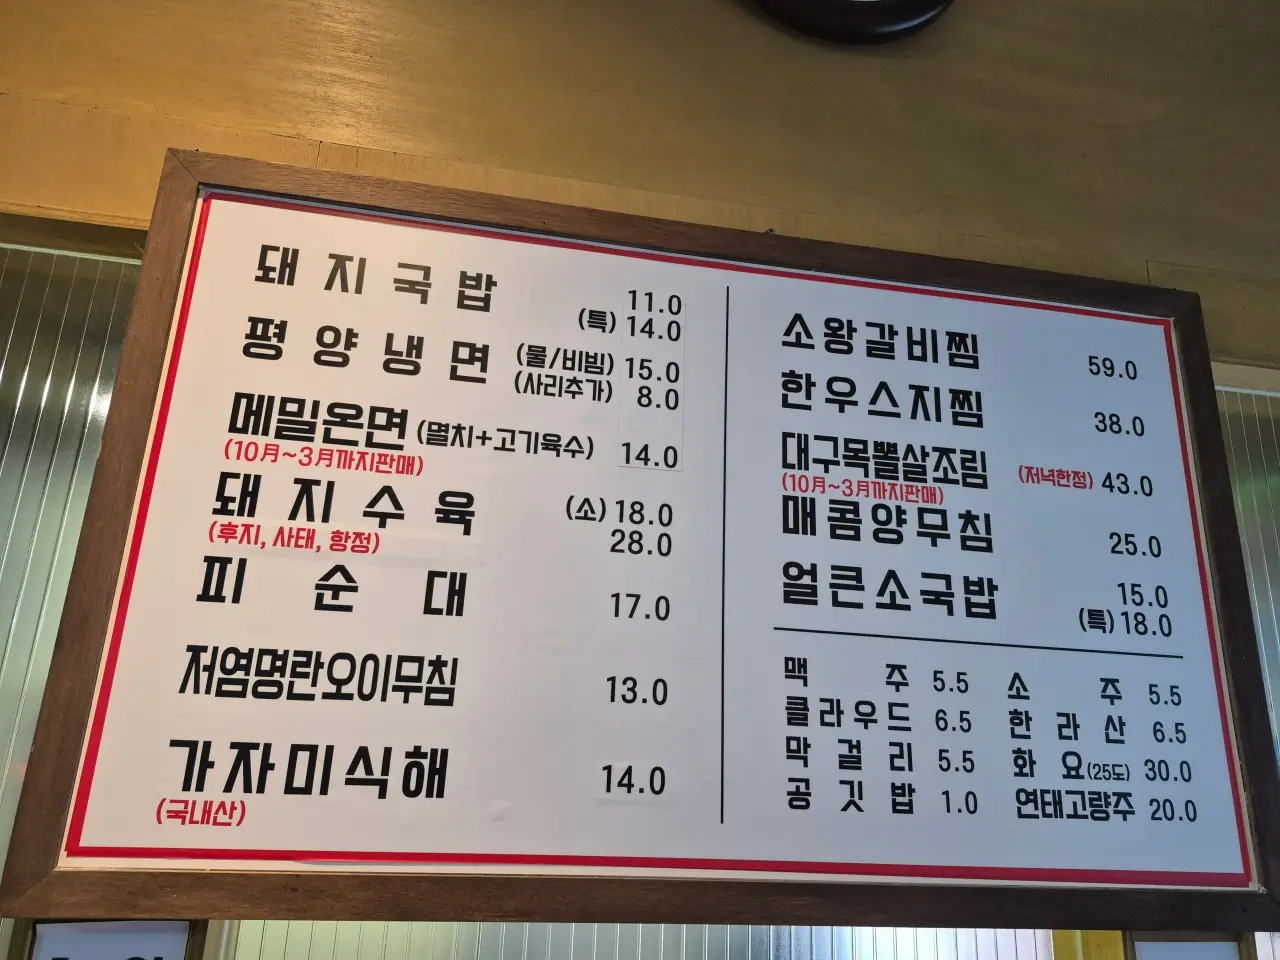 돼지국밥 11.0
(특) 14.0
평양냉면 (물/비빔) 15.0
(사리추가) 8.0
메밀온면 (멸치+고기육수) 14.0
(10月~3月까지판매)
돼지수육 (소) 18.0
(후지, 사태, 항정) 28.0
피순대 17.0
저염명란오이무침 13.0
가자미식해 14.0
(국내산)
소왕갈비찜 59.0
한우스지찜 38.0
대구목뽈살조림 (저녁한정) 43.0
(10月~3月까지판매)
매콤양무침 25.0
얼큰소국밥 15.0
(특) 18.0
맥주 5.5 소주 5.5
클라우드 6.5 한라산 6.5
막걸리 5.5 화요(25도) 30.0
공깃밥 1.0 연태고량주 20.0